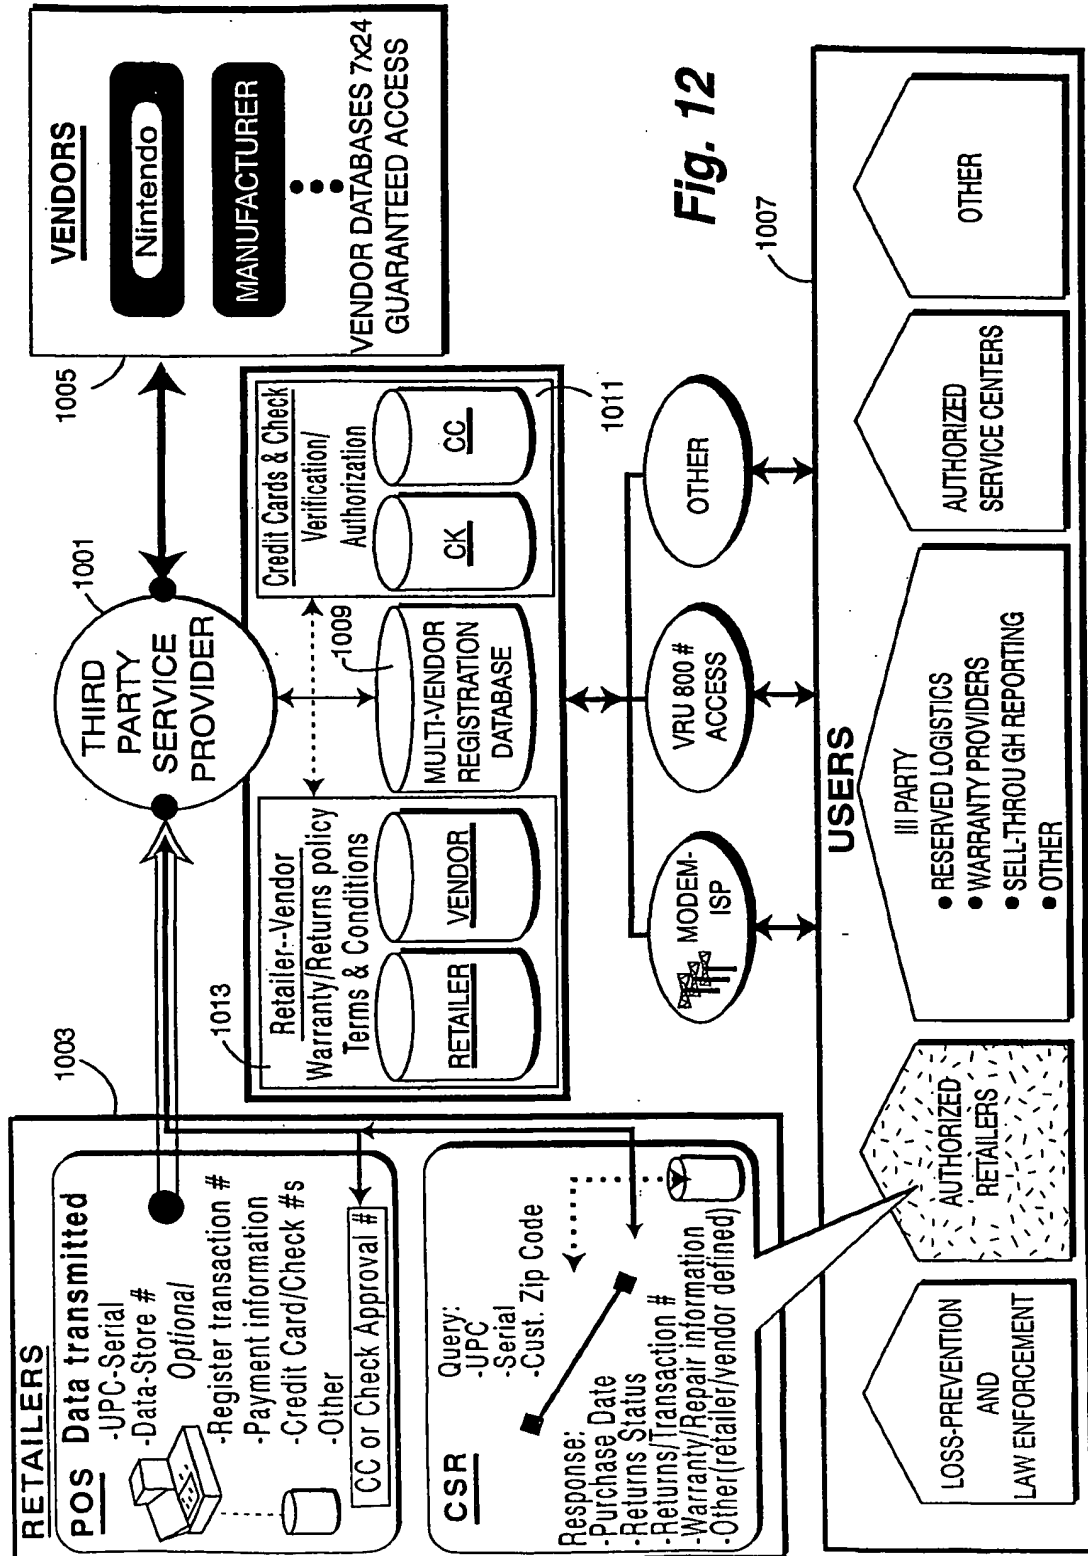 RETAILERS
POS Data transmitted
-UPC-Serial
-Data-Store #
Optional
-Register transaction #
-Payment information
-Credit Card/Check #s
-Other
CC or Check Approval #
CSR
Query:
-UPC
-Serial
-Cust. Zip Code
Response:
-Purchase Date
-Returns Status
-Returns/Transaction #
-Warranty/Repair information
-Other(retailer/vendor defined)
1003
THIRD
PARTY
SERVICE
PROVIDER
1001
1005
VENDORS
Nintendo
MANUFACTURER
VENDOR DATABASES 7x24
GUARANTEED ACCESS
1013
Retailer--Vendor
Warranty/Returns policy
Terms & Conditions
RETAILER
VENDOR
1009
MULTI-VENDOR
REGISTRATION
DATABASE
Credit Cards & Check
Verification/
Authorization
CK
CC
1011
MODEM-
ISP
VRU 800 #
ACCESS
OTHER
Fig. 12
1007
USERS
LOSS-PREVENTION
AND
LAW ENFORCEMENT
AUTHORIZED
RETAILERS
III PARTY
● RESERVED LOGISTICS
● WARRANTY PROVIDERS
● SELL-THROUGH REPORTING
● OTHER
AUTHORIZED
SERVICE CENTERS
OTHER